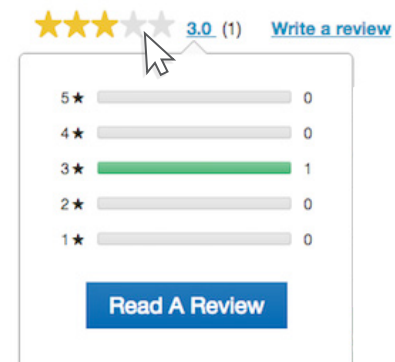 3.0 (1) Write a review
5★ 0
4★ 0
3★ 1
2★ 0
1★ 0
Read A Review